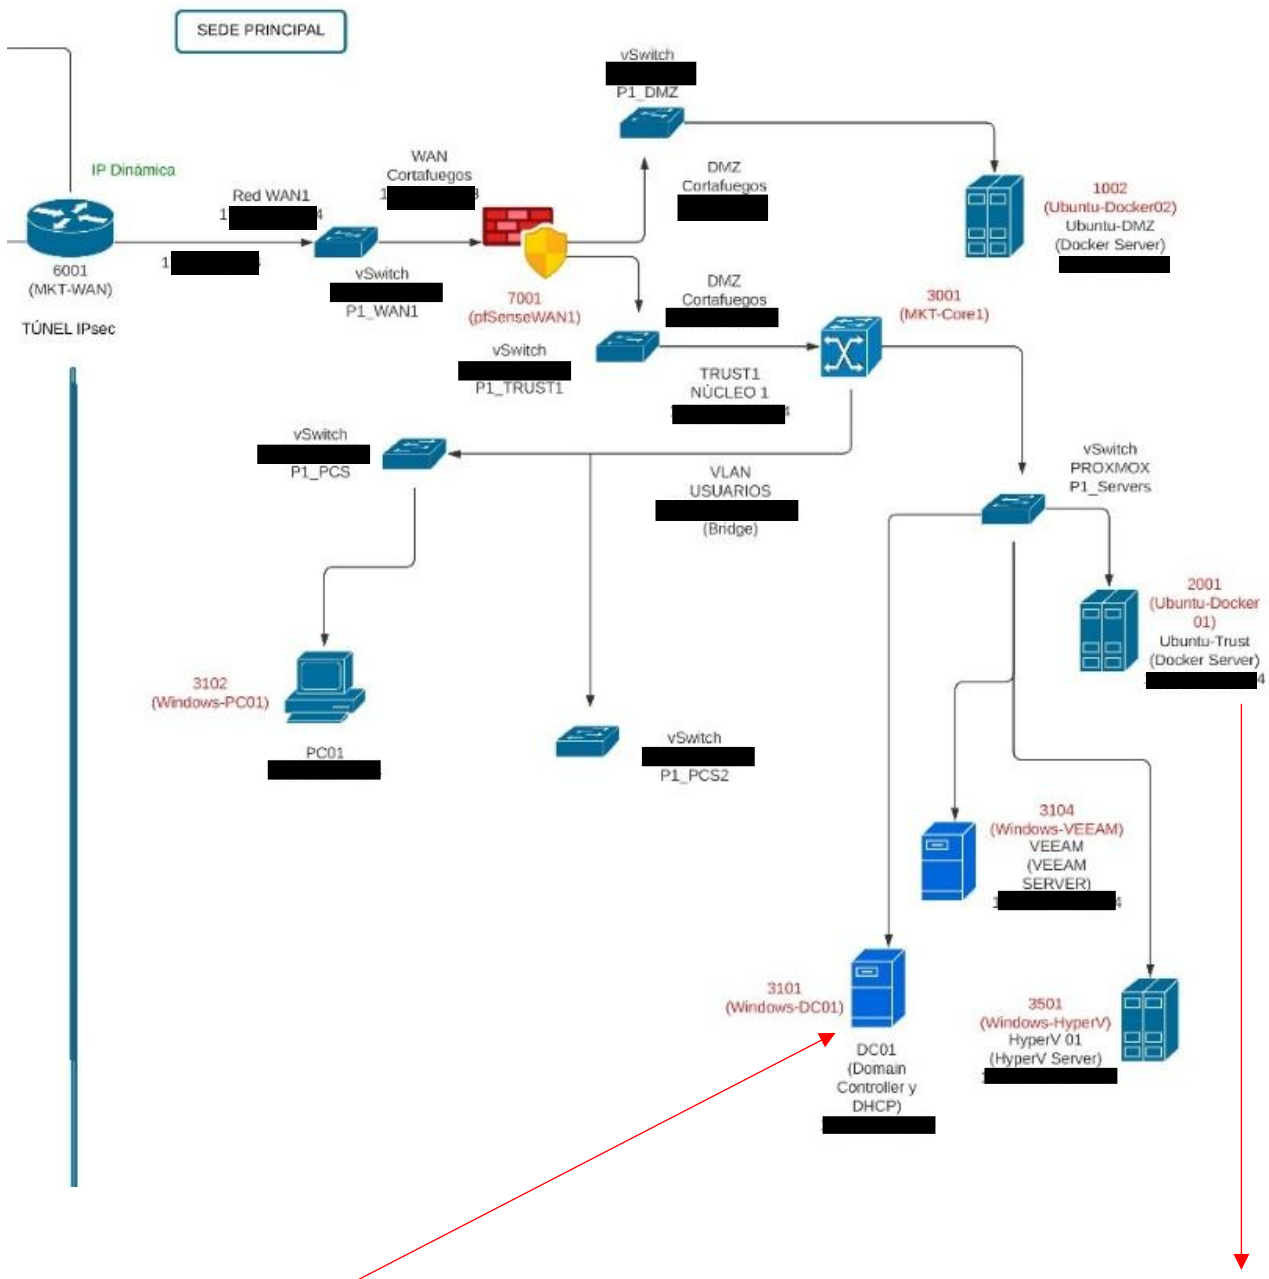 SEDE PRINCIPAL
vSwitch
P1_DMZ
IP Dinámica
Red WAN1
WAN
Cortafuegos
DMZ
Cortafuegos
1002
(Ubuntu-Docker02)
Ubuntu-DMZ
(Docker Server)
6001
(MKT-WAN)
vSwitch
P1_WAN1
7001
(pfSenseWAN1)
DMZ
Cortafuegos
3001
(MKT-Core1)
TÚNEL IPsec
vSwitch
P1_TRUST1
TRUST1
NÚCLEO 1
vSwitch
P1_PCS
VLAN
USUARIOS
(Bridge)
vSwitch
PROXMOX
P1_Servers
2001
(Ubuntu-Docker
01)
Ubuntu-Trust
(Docker Server)
3102
(Windows-PC01)
PC01
vSwitch
P1_PCS2
3104
(Windows-VEEAM)
VEEAM
(VEEAM
SERVER)
3101
(Windows-DC01)
DC01
(Domain
Controller y
DHCP)
3501
(Windows-HyperV)
HyperV 01
(HyperV Server)